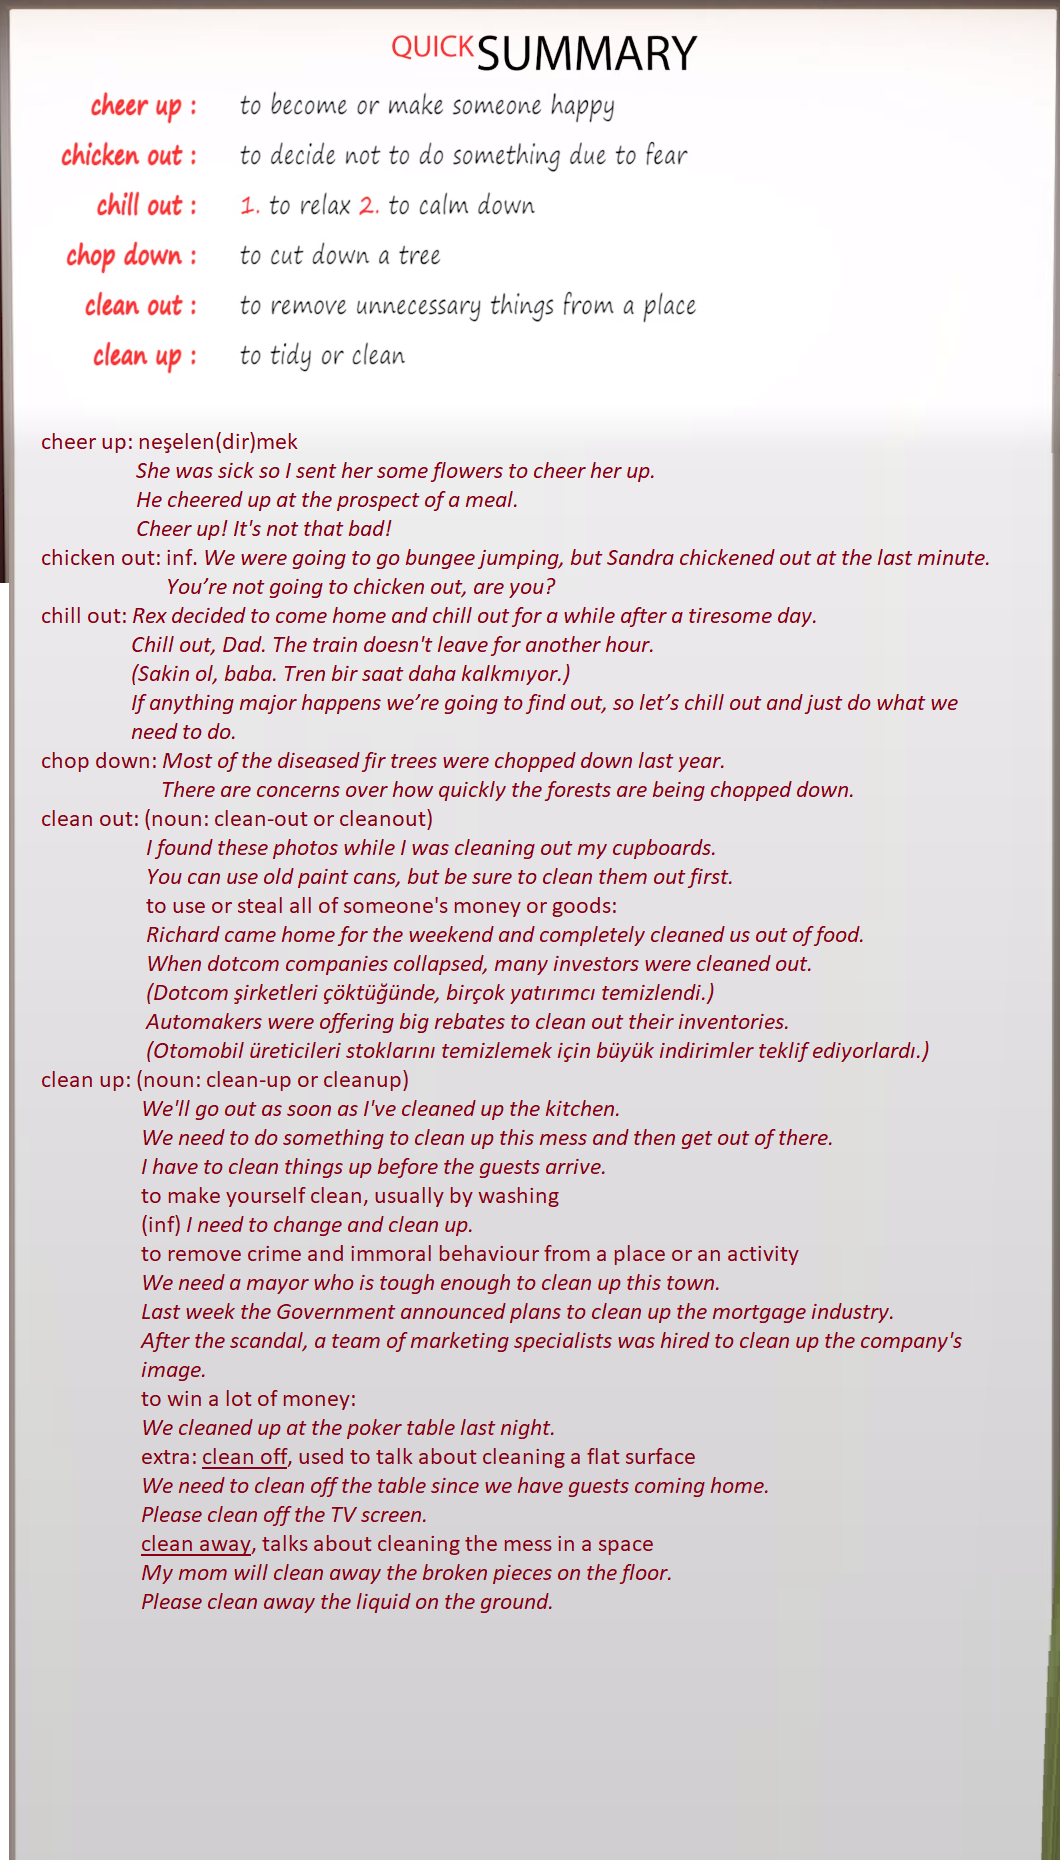 QUICK SUMMARY
cheer up : to become or make someone happy
chicken out : to decide not to do something due to fear
chill out : 1. to relax 2. to calm down
chop down : to cut down a tree
clean out : to remove unnecessary things from a place
clean up : to tidy or clean
cheer up: neşelen(dir)mek
She was sick so I sent her some flowers to cheer her up.
He cheered up at the prospect of a meal.
Cheer up! It's not that bad!
chicken out: inf. We were going to go bungee jumping, but Sandra chickened out at the last minute.
You’re not going to chicken out, are you?
chill out: Rex decided to come home and chill out for a while after a tiresome day.
Chill out, Dad. The train doesn't leave for another hour.
(Sakin ol, baba. Tren bir saat daha kalkmıyor.)
If anything major happens we’re going to find out, so let’s chill out and just do what we
need to do.
chop down: Most of the diseased fir trees were chopped down last year.
There are concerns over how quickly the forests are being chopped down.
clean out: (noun: clean-out or cleanout)
I found these photos while I was cleaning out my cupboards.
You can use old paint cans, but be sure to clean them out first.
to use or steal all of someone's money or goods:
Richard came home for the weekend and completely cleaned us out of food.
When dotcom companies collapsed, many investors were cleaned out.
(Dotcom şirketleri çöktüğünde, birçok yatırımcı temizlendi.)
Automakers were offering big rebates to clean out their inventories.
(Otomobil üreticileri stoklarını temizlemek için büyük indirimler teklif ediyorlardı.)
clean up: (noun: clean-up or cleanup)
We'll go out as soon as I've cleaned up the kitchen.
We need to do something to clean up this mess and then get out of there.
I have to clean things up before the guests arrive.
to make yourself clean, usually by washing
(inf) I need to change and clean up.
to remove crime and immoral behaviour from a place or an activity
We need a mayor who is tough enough to clean up this town.
Last week the Government announced plans to clean up the mortgage industry.
After the scandal, a team of marketing specialists was hired to clean up the company's
image.
to win a lot of money:
We cleaned up at the poker table last night.
extra: clean off, used to talk about cleaning a flat surface
We need to clean off the table since we have guests coming home.
Please clean off the TV screen.
clean away, talks about cleaning the mess in a space
My mom will clean away the broken pieces on the floor.
Please clean away the liquid on the ground.